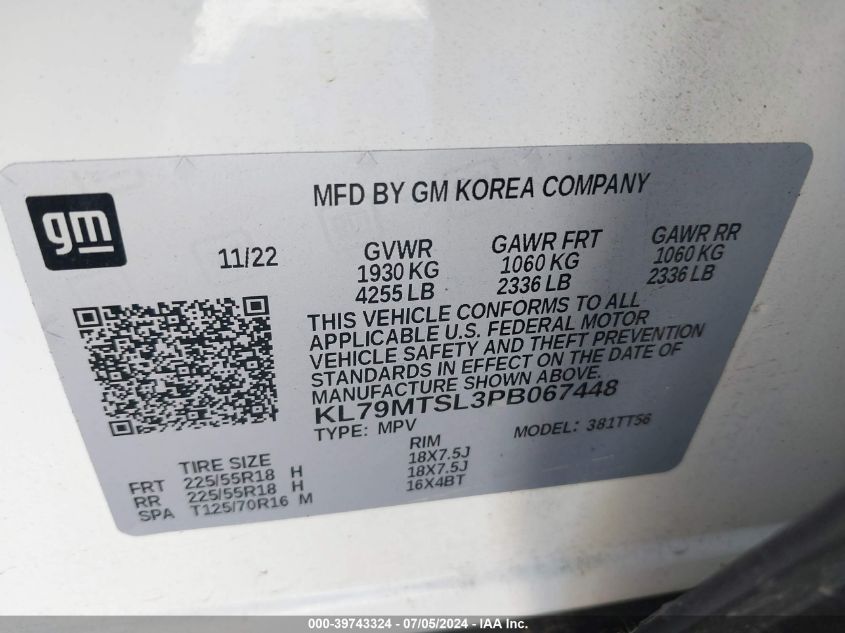 gm
MFD BY GM KOREA COMPANY
11/22
GVWR
1930 KG
4255 LB
GAWR FRT
1060 KG
2336 LB
GAWR RR
1060 KG
2336 LB
THIS VEHICLE CONFORMS TO ALL
APPLICABLE U.S. FEDERAL MOTOR
VEHICLE SAFETY AND THEFT PREVENTION
STANDARDS IN EFFECT ON THE DATE OF
MANUFACTURE SHOWN ABOVE.
KL79MTSL3PB067448
TYPE: MPV MODEL: 381TT56
TIRE SIZE RIM
FRT 225/55R18 H 18X7.5J
RR 225/55R18 H 18X7.5J
SPA T125/70R16 M 16X4BT
000-39743324 - 07/05/2024 - IAA Inc.